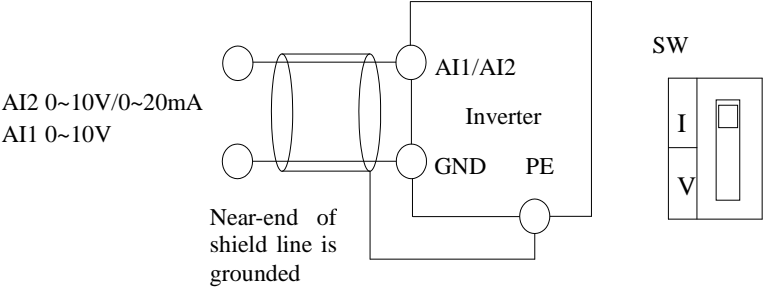 SW
AI1/AI2
AI2 0~10V/0~20mA
AI1 0~10V
Inverter
I
GND PE
V
Near-end of
shield line is
grounded